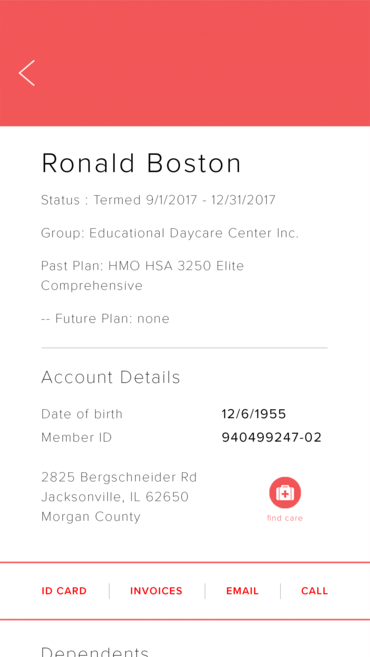 Ronald Boston
Status : Termed 9/1/2017 - 12/31/2017
Group: Educational Daycare Center Inc.
Past Plan: HMO HSA 3250 Elite
Comprehensive
-- Future Plan: none
Account Details
Date of birth 12/6/1955
Member ID 940499247-02
2825 Bergschneider Rd
Jacksonville, IL 62650
Morgan County
find care
ID CARD INVOICES EMAIL CALL
Dependents